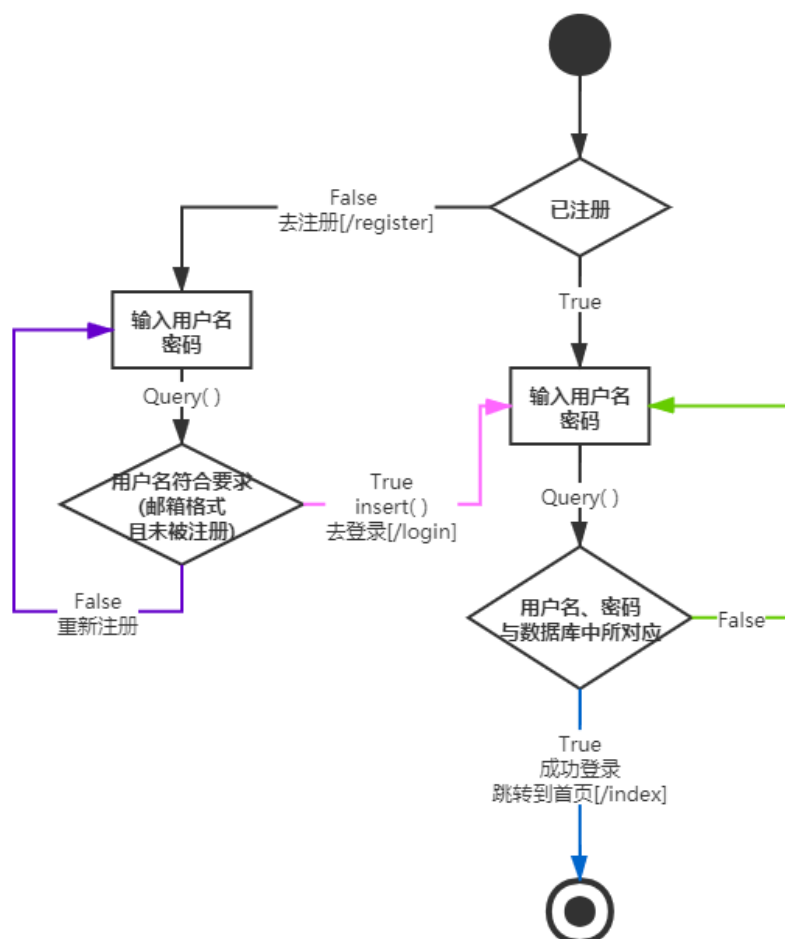 已注册
False
去注册[/register]
True
输入用户名
密码
Query( )
用户名符合要求
(邮箱格式
且未被注册)
False
重新注册
True
insert( )
去登录[/login]
输入用户名
密码
Query( )
用户名、密码
与数据库中所对应
False
True
成功登录
跳转到首页[/index]